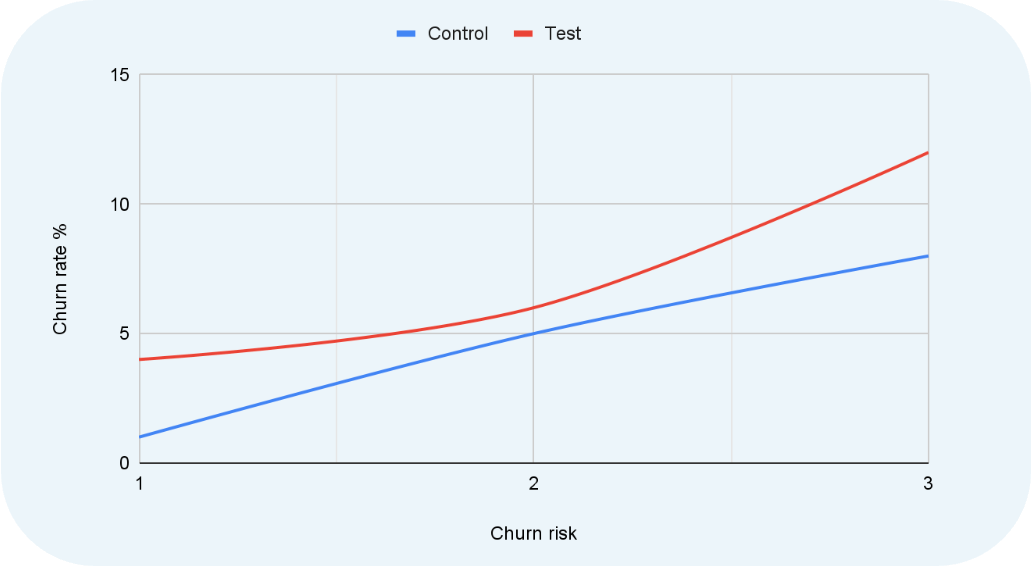 Control Test
15
10
5
0
Churn rate %
1 2 3
Churn risk